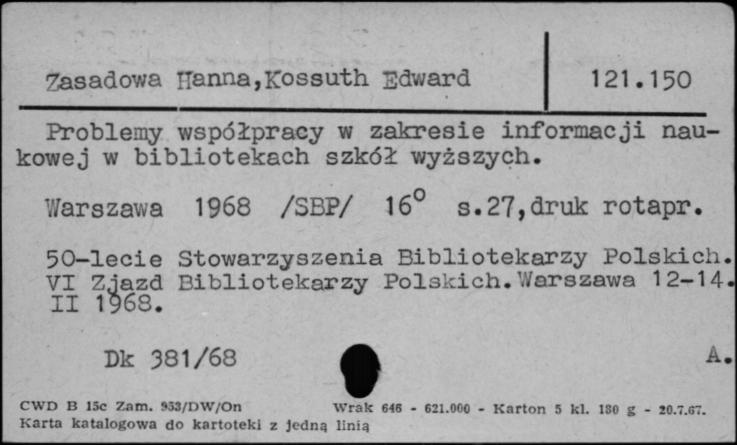 Zasadowa Hanna,Kossuth Edward 121.150
Problemy współpracy w zakresie informacji nau-
kowej w bibliotekach szkół wyższych.
Warszawa 1968 /SBP/ 16° s.27,druk rotapr.
50-lecie Stowarzyszenia Bibliotekarzy Polskich.
VI Zjazd Bibliotekarzy Polskich.Warszawa 12-14.
II 1968.
Dk 381/68 A.
CWD B 15c Zam. 953/DW/On Wrak 646 - 621.000 - Karton 5 kl. 180 g - 20.7.67.
Karta katalogowa do kartoteki z jedną linią